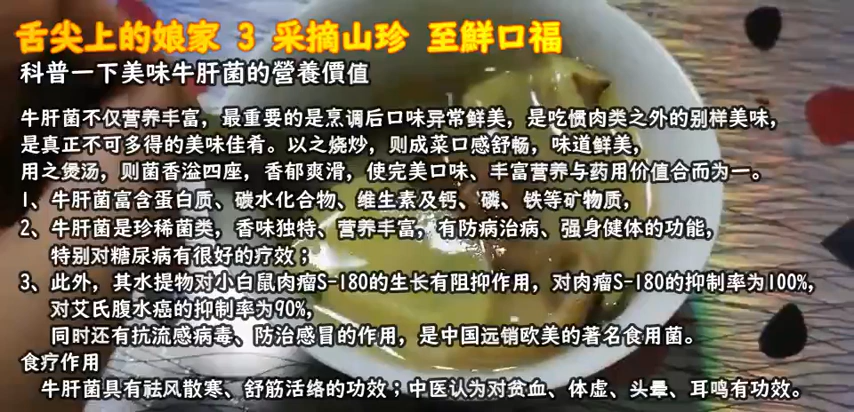 舌尖上的娘家 3 采摘山珍 至鮮口福
科普一下美味牛肝菌的營養價值
牛肝菌不仅营养丰富，最重要的是烹调后口味异常鲜美，是吃惯肉类之外的别样美味，
是真正不可多得的美味佳肴。以之烧炒，则成菜口感舒畅，味道鲜美，
用之煲汤，则菌香溢四座，香郁爽滑，使完美口味、丰富营养与药用价值合而为一。
1、牛肝菌富含蛋白质、碳水化合物、维生素及钙、磷、铁等矿物质，
2、牛肝菌是珍稀菌类，香味独特、营养丰富，有防病治病、强身健体的功能，
特别对糖尿病有很好的疗效；
3、此外，其水提物对小白鼠肉瘤S-180的生长有阻抑作用，对肉瘤S-180的抑制率为100%，
对艾氏腹水癌的抑制率为90%，
同时还有抗流感病毒、防治感冒的作用，是中国远销欧美的著名食用菌。
食疗作用
牛肝菌具有祛风散寒、舒筋活络的功效；中医认为对贫血、体虚、头晕、耳鸣有功效。